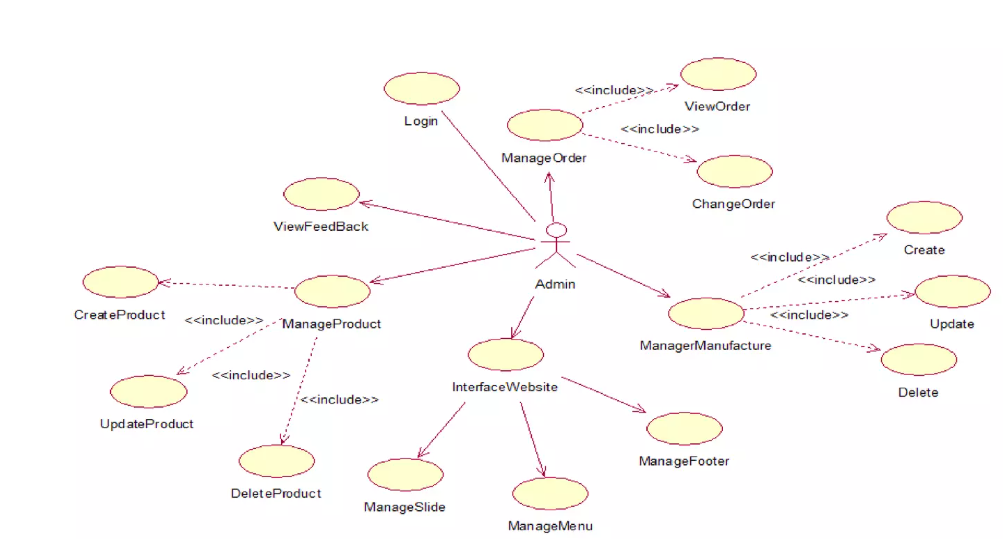 <<include>>
ViewOrder
Login
<<include>>
ManageOrder
ChangeOrder
ViewFeedBack
Create
<<include>>
<<include>>
Admin
CreateProduct
<<include>>
ManageProduct
<<include>>
Update
ManagerManufacture
<<include>>
InterfaceWebsite
Delete
<<include>>
UpdateProduct
ManageFooter
DeleteProduct
ManageSlide
ManageMenu